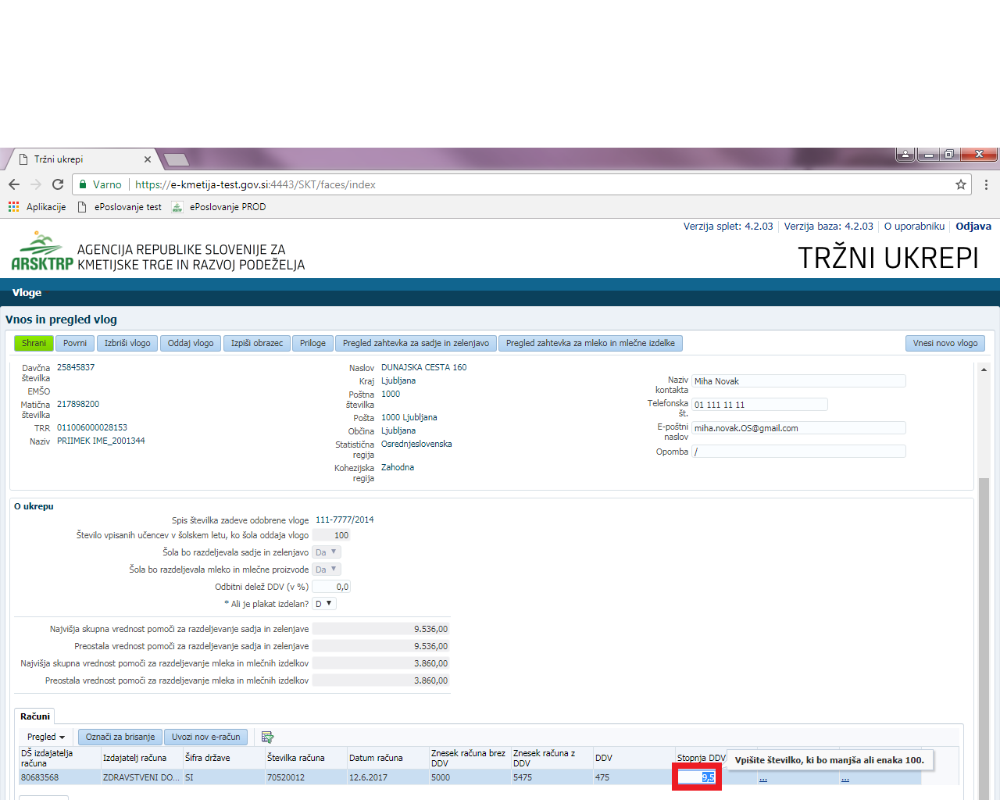 Tržni ukrepi
Varno https://e-kmetija-test.gov.si:4443/SKT/faces/index
Aplikacije ePoslovanje test ePoslovanje PROD
Verzija splet: 4.2.03 Verzija baza: 4.2.03 O uporabniku Odjava
ARSKTRP
AGENCIJA REPUBLIKE SLOVENIJE ZA
KMETIJSKE TRGE IN RAZVOJ PODEŽELJA
TRŽNI UKREPI
Vloge
Vnos in pregled vlog
Shrani Povrni Izbriši vlogo Oddaj vlogo Izpiši obrazec Priloge Pregled zahtevka za sadje in zelenjavo Pregled zahtevka za mleko in mlečne izdelke Vnesi novo vlogo
Davčna številka 25845837
EMŠO
Matična številka 217898200
TRR 011006000028153
Naziv PRIIMEK IME_2001344
Naslov DUNAJSKA CESTA 160
Kraj Ljubljana
Poštna številka 1000
Pošta 1000 Ljubljana
Občina Ljubljana
Statistična regija Osrednjeslovenska
Kohezijska regija Zahodna
Naziv kontakta Miha Novak
Telefonska št. 01 111 11 11
E-poštni naslov miha.novak.OS@gmail.com
Opomba /
O ukrepu
Spis številka zadeve odobrene vloge 111-7777/2014
Število vpisanih učencev v šolskem letu, ko šola oddaja vlogo 100
Šola bo razdeljevala sadje in zelenjavo Da
Šola bo razdeljevala mleko in mlečne proizvode Da
Odbitni delež DDV (v %) 0,0
* Ali je plakat izdelan? D
Najvišja skupna vrednost pomoči za razdeljevanje sadja in zelenjave 9.536,00
Preostala vrednost pomoči za razdeljevanje sadja in zelenjave 9.536,00
Najvišja skupna vrednost pomoči za razdeljevanje mleka in mlečnih izdelkov 3.860,00
Preostala vrednost pomoči za razdeljevanje mleka in mlečnih izdelkov 3.860,00
Računi
Pregled Označi za brisanje Uvozi nov e-račun
DŠ izdajatelja računa Izdajatelj računa Šifra države Številka računa Datum računa Znesek računa brez DDV Znesek računa z DDV DDV Stopnja DDV
Vpišite številko, ki bo manjša ali enaka 100.
80683568 ZDRAVSTVENI DO... SI 70520012 12.6.2017 5000 5475 475 9,5 ... ...